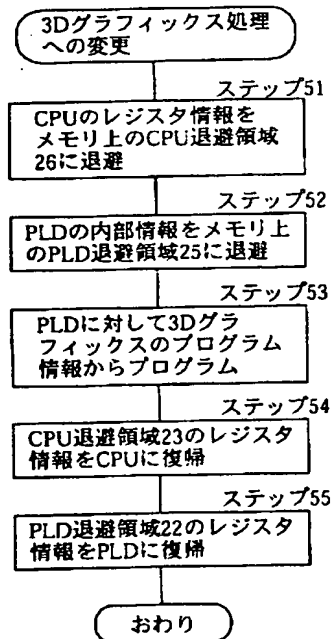 3Dグラフィックス処理
への変更
ステップ51
CPUのレジスタ情報を
メモリ上のCPU退避領域
26に退避
ステップ52
PLDの内部情報をメモリ上
のPLD退避領域25に退避
ステップ53
PLDに対して3Dグラ
フィックスのプログラム
情報からプログラム
ステップ54
CPU退避領域23のレジスタ
情報をCPUに復帰
ステップ55
PLD退避領域22のレジスタ
情報をPLDに復帰
おわり